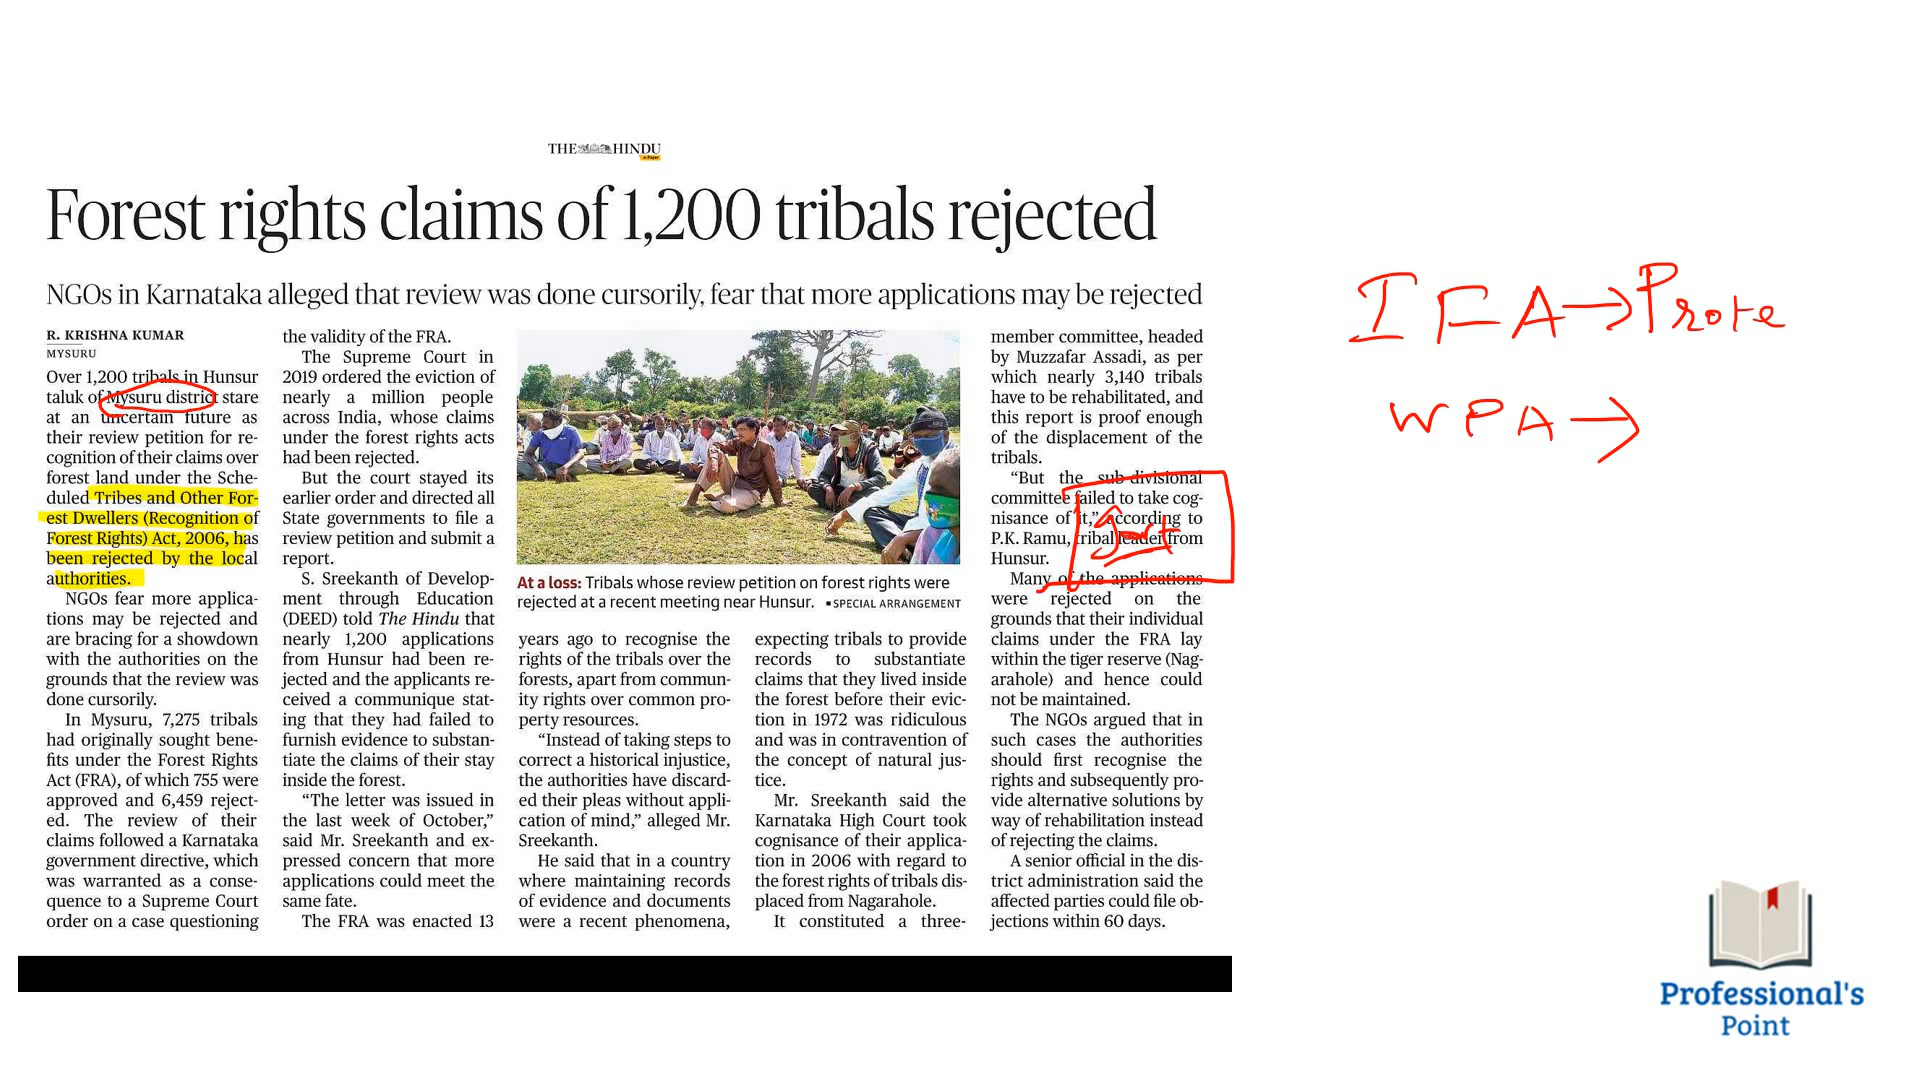 THE HINDU
e-Paper
Forest rights claims of 1,200 tribals rejected
NGOs in Karnataka alleged that review was done cursorily, fear that more applications may be rejected
R. KRISHNA KUMAR
MYSURU
Over 1,200 tribals in Hunsur
taluk of Mysuru district stare
at an uncertain future as
their review petition for re-
cognition of their claims over
forest land under the Sche-
duled Tribes and Other For-
est Dwellers (Recognition of
Forest Rights) Act, 2006, has
been rejected by the local
authorities.
NGOs fear more applica-
tions may be rejected and
are bracing for a showdown
with the authorities on the
grounds that the review was
done cursorily.
In Mysuru, 7,275 tribals
had originally sought bene-
fits under the Forest Rights
Act (FRA), of which 755 were
approved and 6,459 reject-
ed. The review of their
claims followed a Karnataka
government directive, which
was warranted as a conse-
quence to a Supreme Court
order on a case questioning
the validity of the FRA.
The Supreme Court in
2019 ordered the eviction of
nearly a million people
across India, whose claims
under the forest rights acts
had been rejected.
But the court stayed its
earlier order and directed all
State governments to file a
review petition and submit a
report.
S. Sreekanth of Develop-
ment through Education
(DEED) told The Hindu that
nearly 1,200 applications
from Hunsur had been re-
jected and the applicants re-
ceived a communique stat-
ing that they had failed to
furnish evidence to substan-
tiate the claims of their stay
inside the forest.
"The letter was issued in
the last week of October,"
said Mr. Sreekanth and ex-
pressed concern that more
applications could meet the
same fate.
The FRA was enacted 13
At a loss: Tribals whose review petition on forest rights were
rejected at a recent meeting near Hunsur. ▪SPECIAL ARRANGEMENT
years ago to recognise the
rights of the tribals over the
forests, apart from commun-
ity rights over common pro-
perty resources.
"Instead of taking steps to
correct a historical injustice,
the authorities have discard-
ed their pleas without appli-
cation of mind," alleged Mr.
Sreekanth.
He said that in a country
where maintaining records
of evidence and documents
were a recent phenomena,
expecting tribals to provide
records to substantiate
claims that they lived inside
the forest before their evic-
tion in 1972 was ridiculous
and was in contravention of
the concept of natural jus-
tice.
Mr. Sreekanth said the
Karnataka High Court took
cognisance of their applica-
tion in 2006 with regard to
the forest rights of tribals dis-
placed from Nagarahole.
It constituted a three-
member committee, headed
by Muzzafar Assadi, as per
which nearly 3,140 tribals
have to be rehabilitated, and
this report is proof enough
of the displacement of the
tribals.
"But the sub-divisional
committee failed to take cog-
nisance of it," according to
P.K. Ramu, tribal leader from
Hunsur.
Many of the applications
were rejected on the
grounds that their individual
claims under the FRA lay
within the tiger reserve (Nag-
arahole) and hence could
not be maintained.
The NGOs argued that in
such cases the authorities
should first recognise the
rights and subsequently pro-
vide alternative solutions by
way of rehabilitation instead
of rejecting the claims.
A senior official in the dis-
trict administration said the
affected parties could file ob-
jections within 60 days.
IFA → Prote
WPA →
Professional's
Point